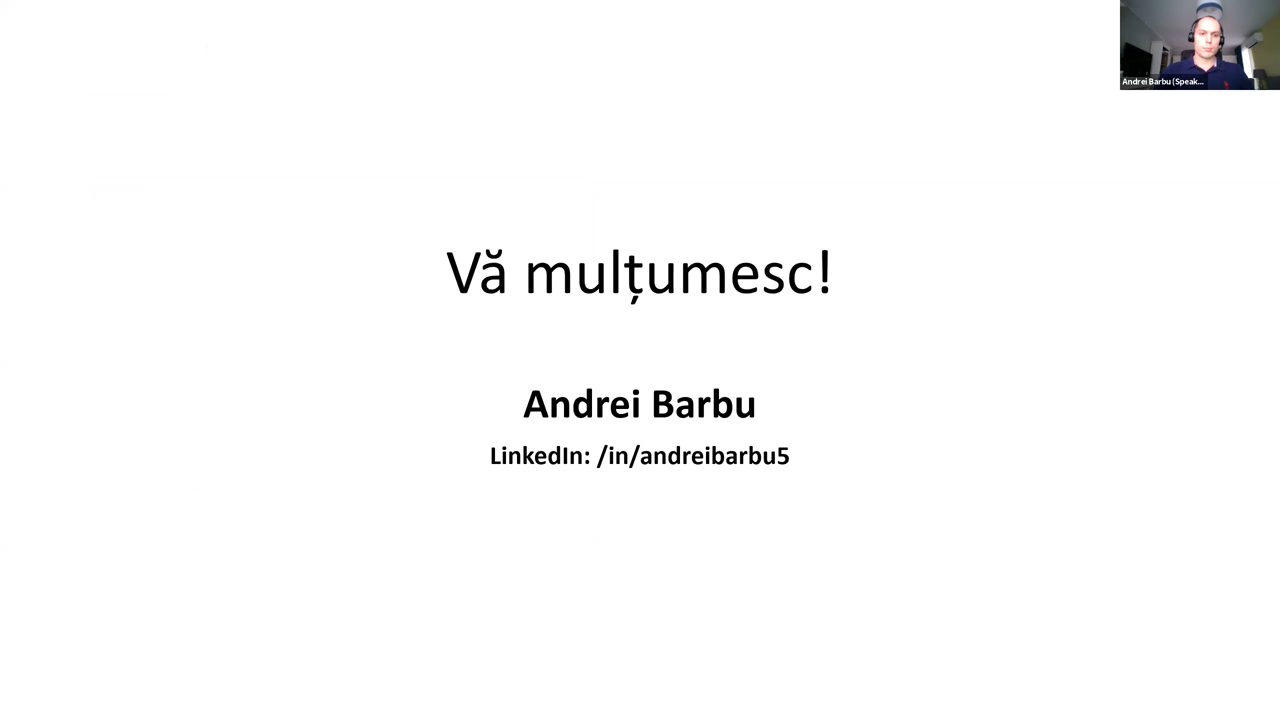 Andrei Barbu (Speak...
Vă mulțumesc!
Andrei Barbu
LinkedIn: /in/andreibarbu5